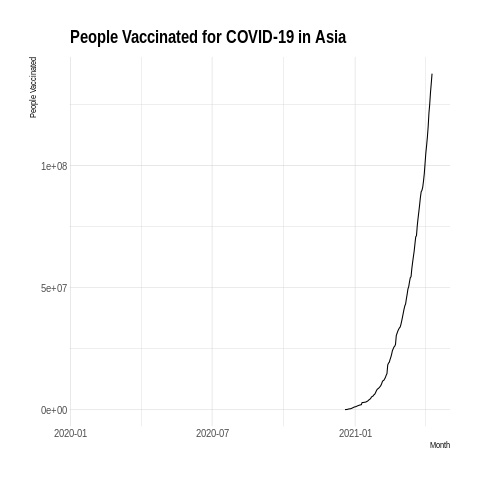 People Vaccinated for COVID-19 in Asia
People Vaccinated
1e+08
5e+07
0e+00
2020-01
2020-07
2021-01
Month